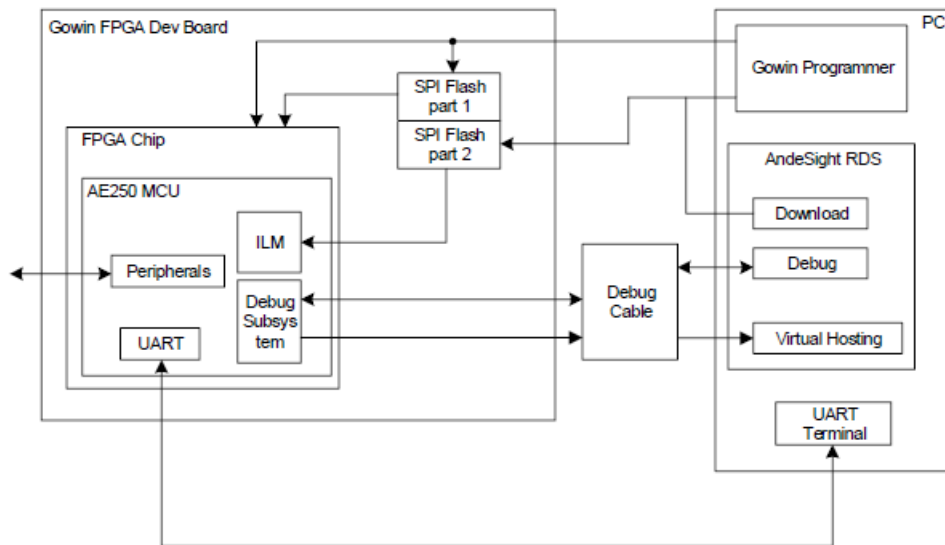 Gowin FPGA Dev Board
PC
Gowin Programmer
SPI Flash
part 1
SPI Flash
part 2
FPGA Chip
AndeSight RDS
AE250 MCU
Download
ILM
Peripherals
Debug
Debug
Subsys
tem
Debug
Cable
UART
Virtual Hosting
UART
Terminal